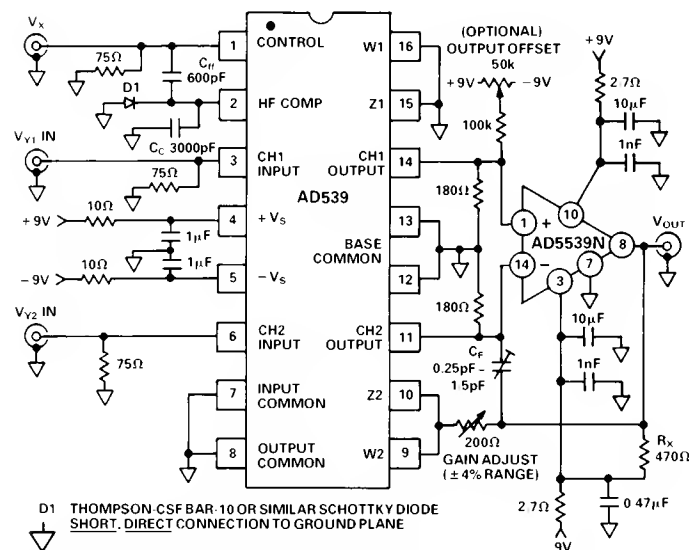 VX
75Ω
Cff
600pF
D1
CC 3000pF
VY1 IN
75Ω
+9V
10Ω
1µF
1µF
-9V
10Ω
VY2 IN
75Ω
1
CONTROL
2
HF COMP
3
CH1
INPUT
4
+VS
5
-VS
6
CH2
INPUT
7
INPUT
COMMON
8
OUTPUT
COMMON
AD539
W1
16
Z1
15
CH1
OUTPUT
14
13
BASE
COMMON
12
CH2
OUTPUT
11
Z2
10
W2
9
(OPTIONAL)
OUTPUT OFFSET
50k
+9V
-9V
100k
180Ω
180Ω
CF
0.25pF -
1.5pF
200Ω
GAIN ADJUST
(±4% RANGE)
+9V
2.7Ω
10µF
1nF
1
+
10
AD5539N
8
VOUT
14
-
3
7
10µF
1nF
RX
470Ω
2.7Ω
0 47µF
9V
D1 THOMPSON-CSF BAR-10 OR SIMILAR SCHOTTKY DIODE
SHORT, DIRECT CONNECTION TO GROUND PLANE